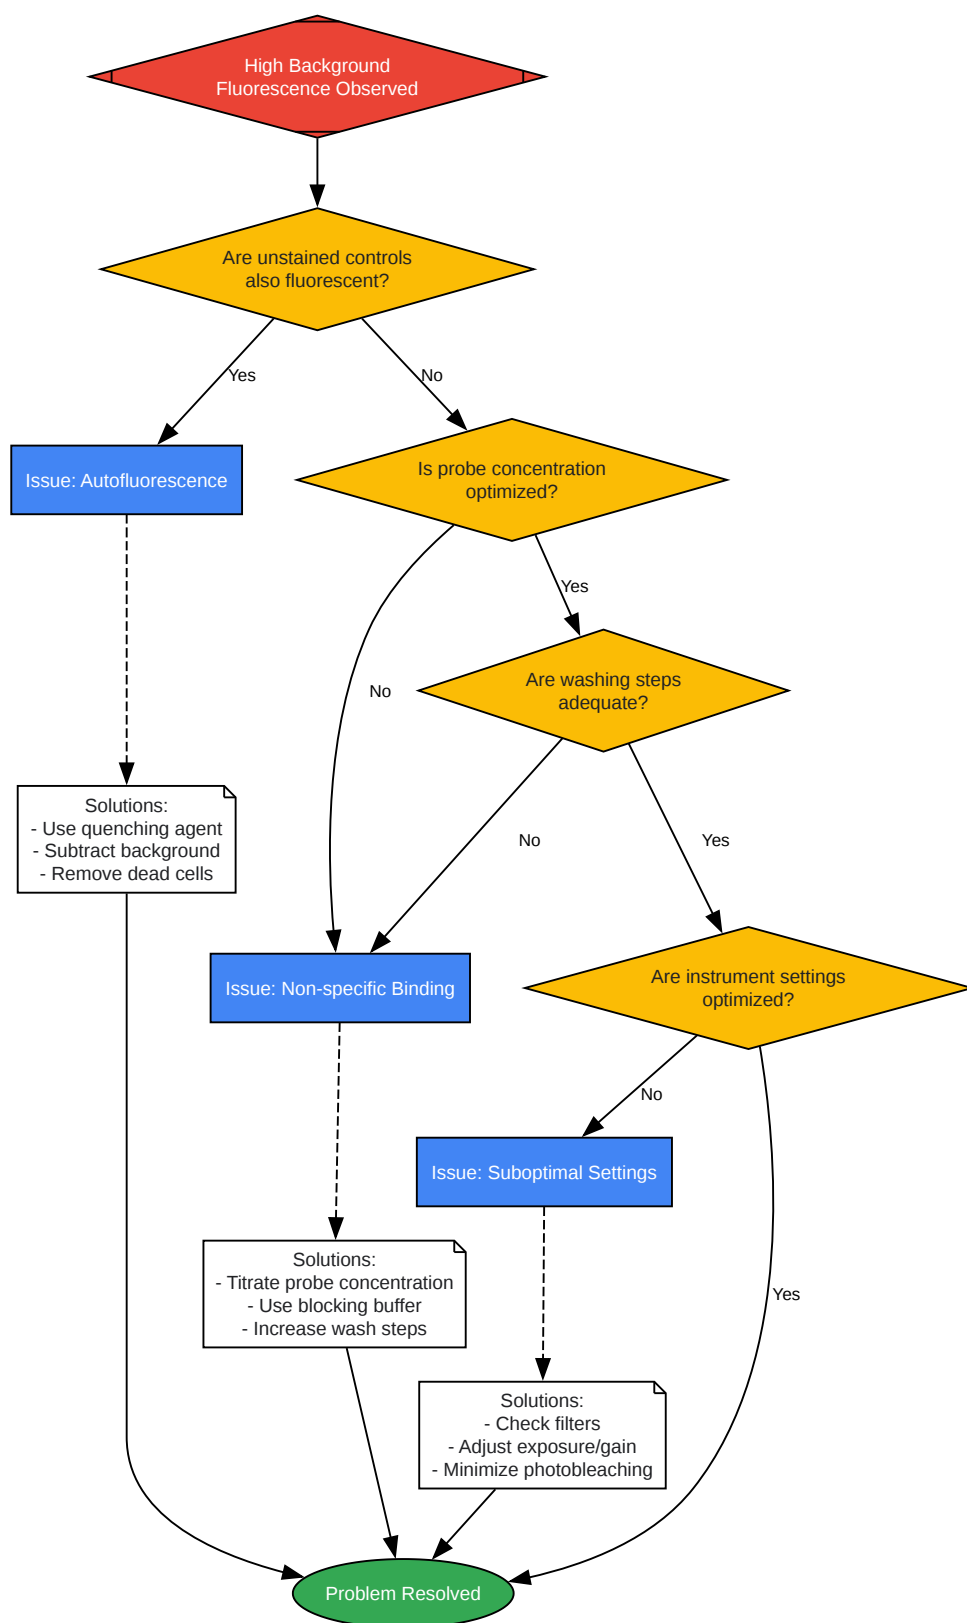 High Background
Fluorescence Observed
Are unstained controls
also fluorescent?
Yes
No
Issue: Autofluorescence
Is probe concentration
optimized?
Yes
No
Are washing steps
adequate?
Solutions:
- Use quenching agent
- Subtract background
- Remove dead cells
No
Yes
Issue: Non-specific Binding
Are instrument settings
optimized?
No
Issue: Suboptimal Settings
Solutions:
- Titrate probe concentration
- Use blocking buffer
- Increase wash steps
Yes
Solutions:
- Check filters
- Adjust exposure/gain
- Minimize photobleaching
Problem Resolved